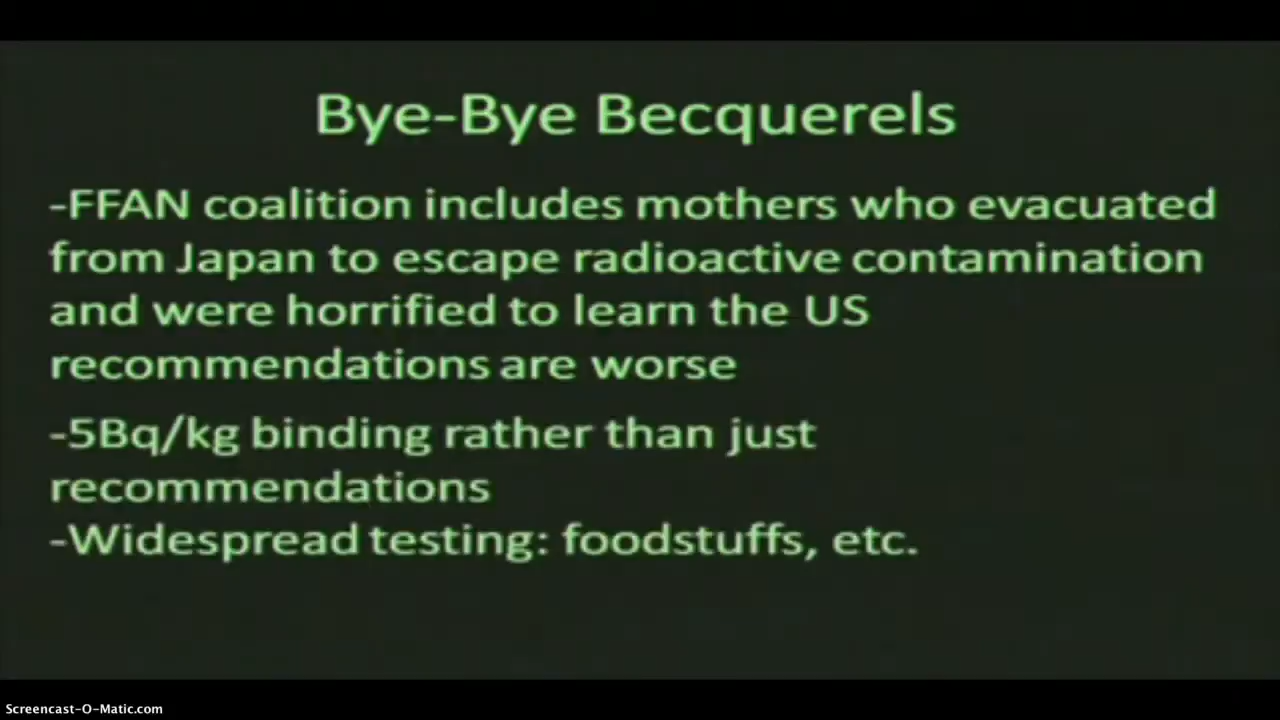 Bye-Bye Becquerels
-FFAN coalition includes mothers who evacuated
from Japan to escape radioactive contamination
and were horrified to learn the US
recommendations are worse
-5Bq/kg binding rather than just
recommendations
-Widespread testing: foodstuffs, etc.
Screencast-O-Matic.com